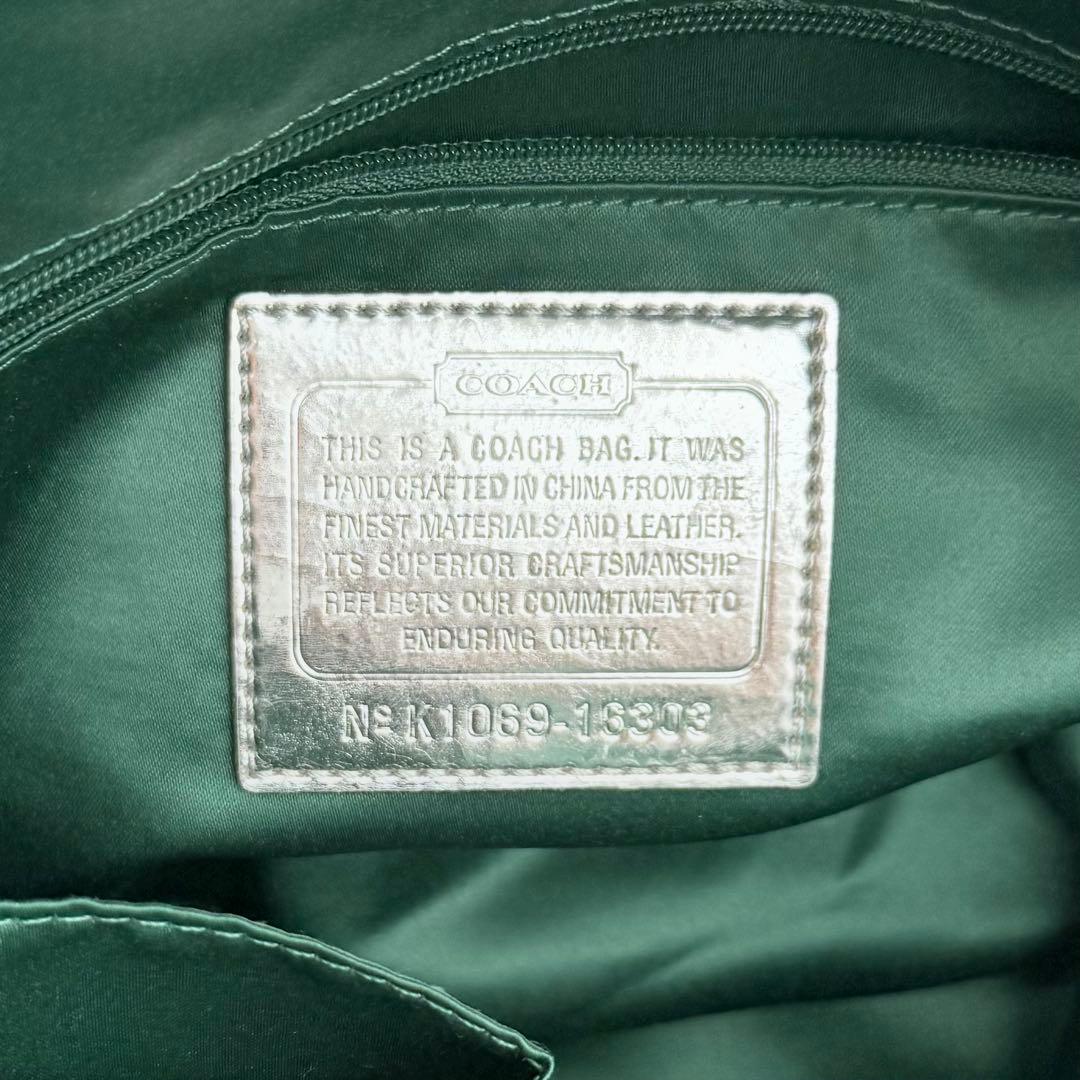 COACH
THIS IS A COACH BAG. IT WAS
HANDCRAFTED IN CHINA FROM THE
FINEST MATERIALS AND LEATHER.
ITS SUPERIOR CRAFTSMANSHIP
REFLECTS OUR COMMITMENT TO
ENDURING QUALITY.
Nº K1069-16303